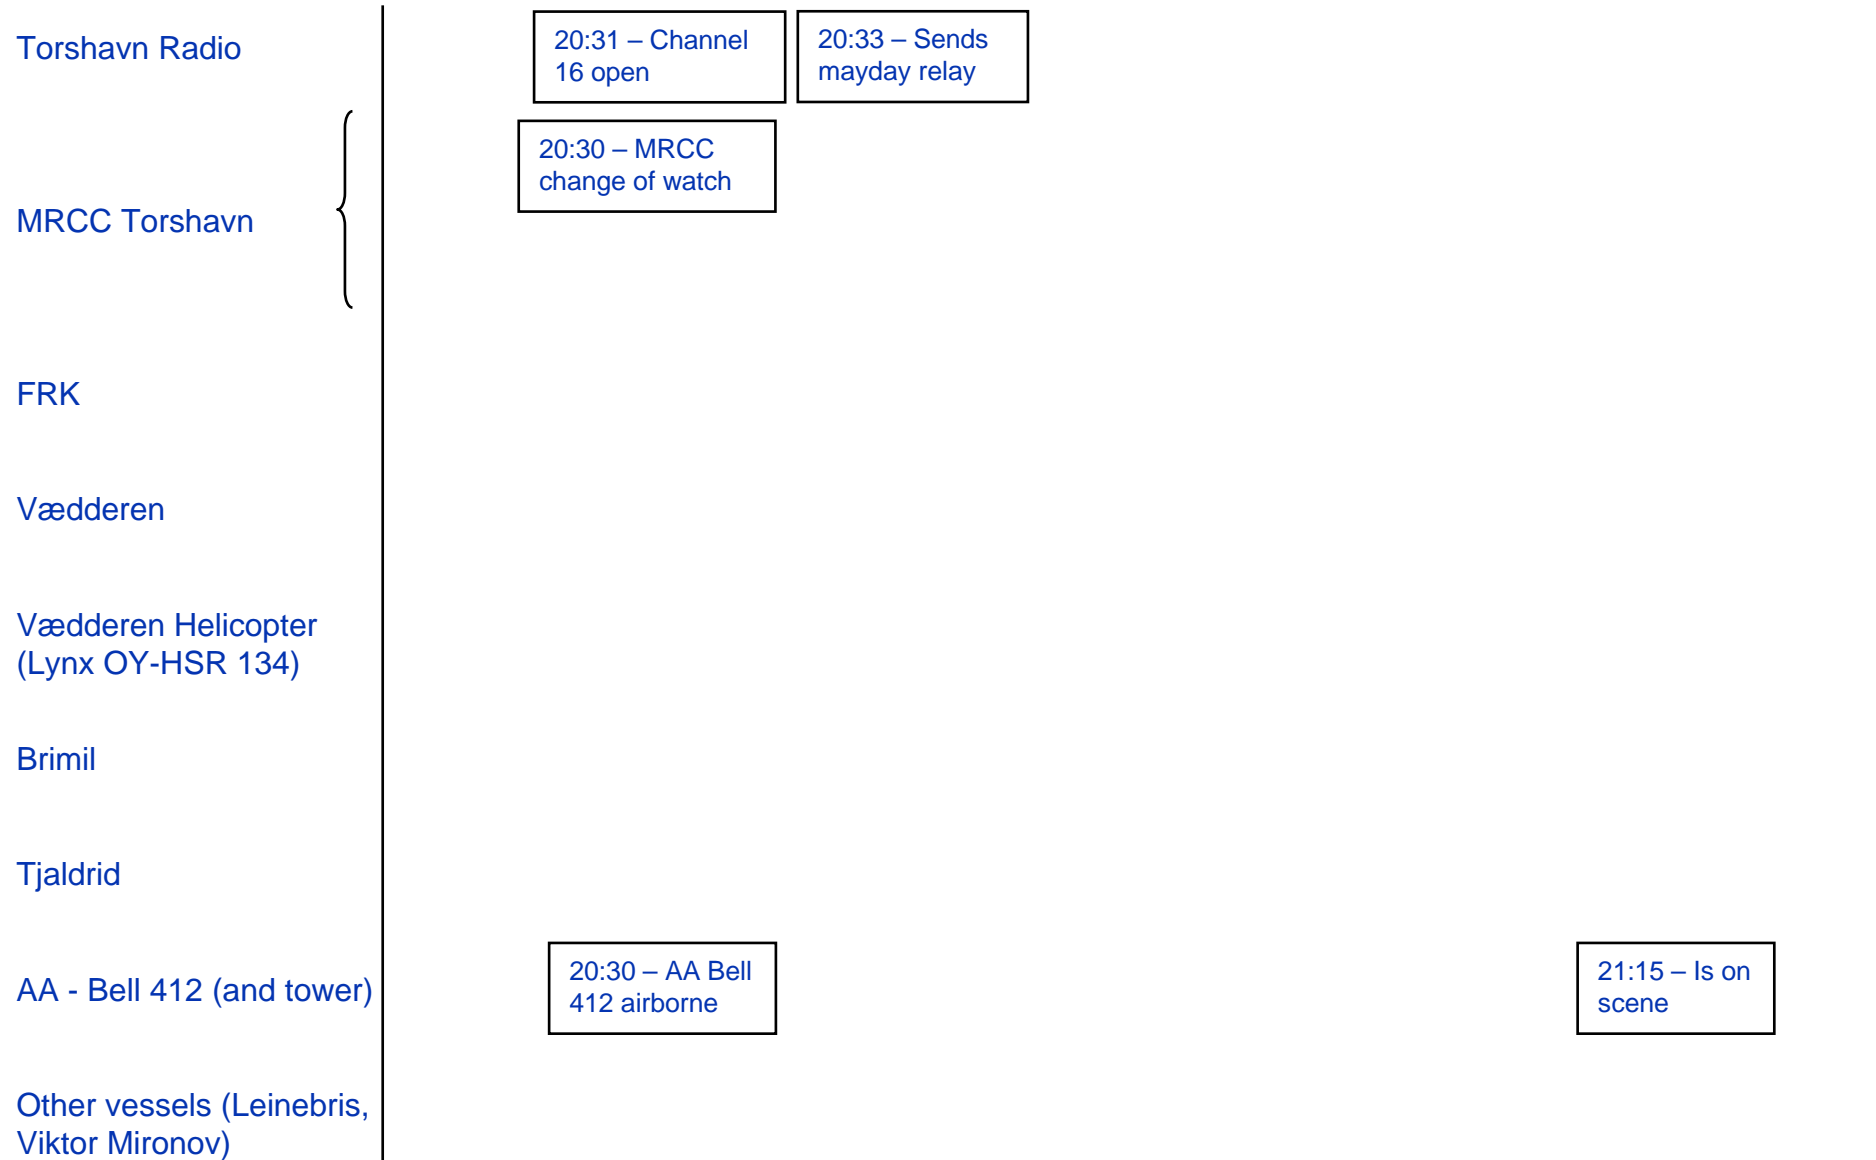 Torshavn Radio
20:31 – Channel
16 open
20:33 – Sends
mayday relay
20:30 – MRCC
change of watch
MRCC Torshavn
FRK
Vædderen
Vædderen Helicopter
(Lynx OY-HSR 134)
Brimil
Tjaldrid
AA - Bell 412 (and tower)
20:30 – AA Bell
412 airborne
21:15 – Is on
scene
Other vessels (Leinebris,
Viktor Mironov)